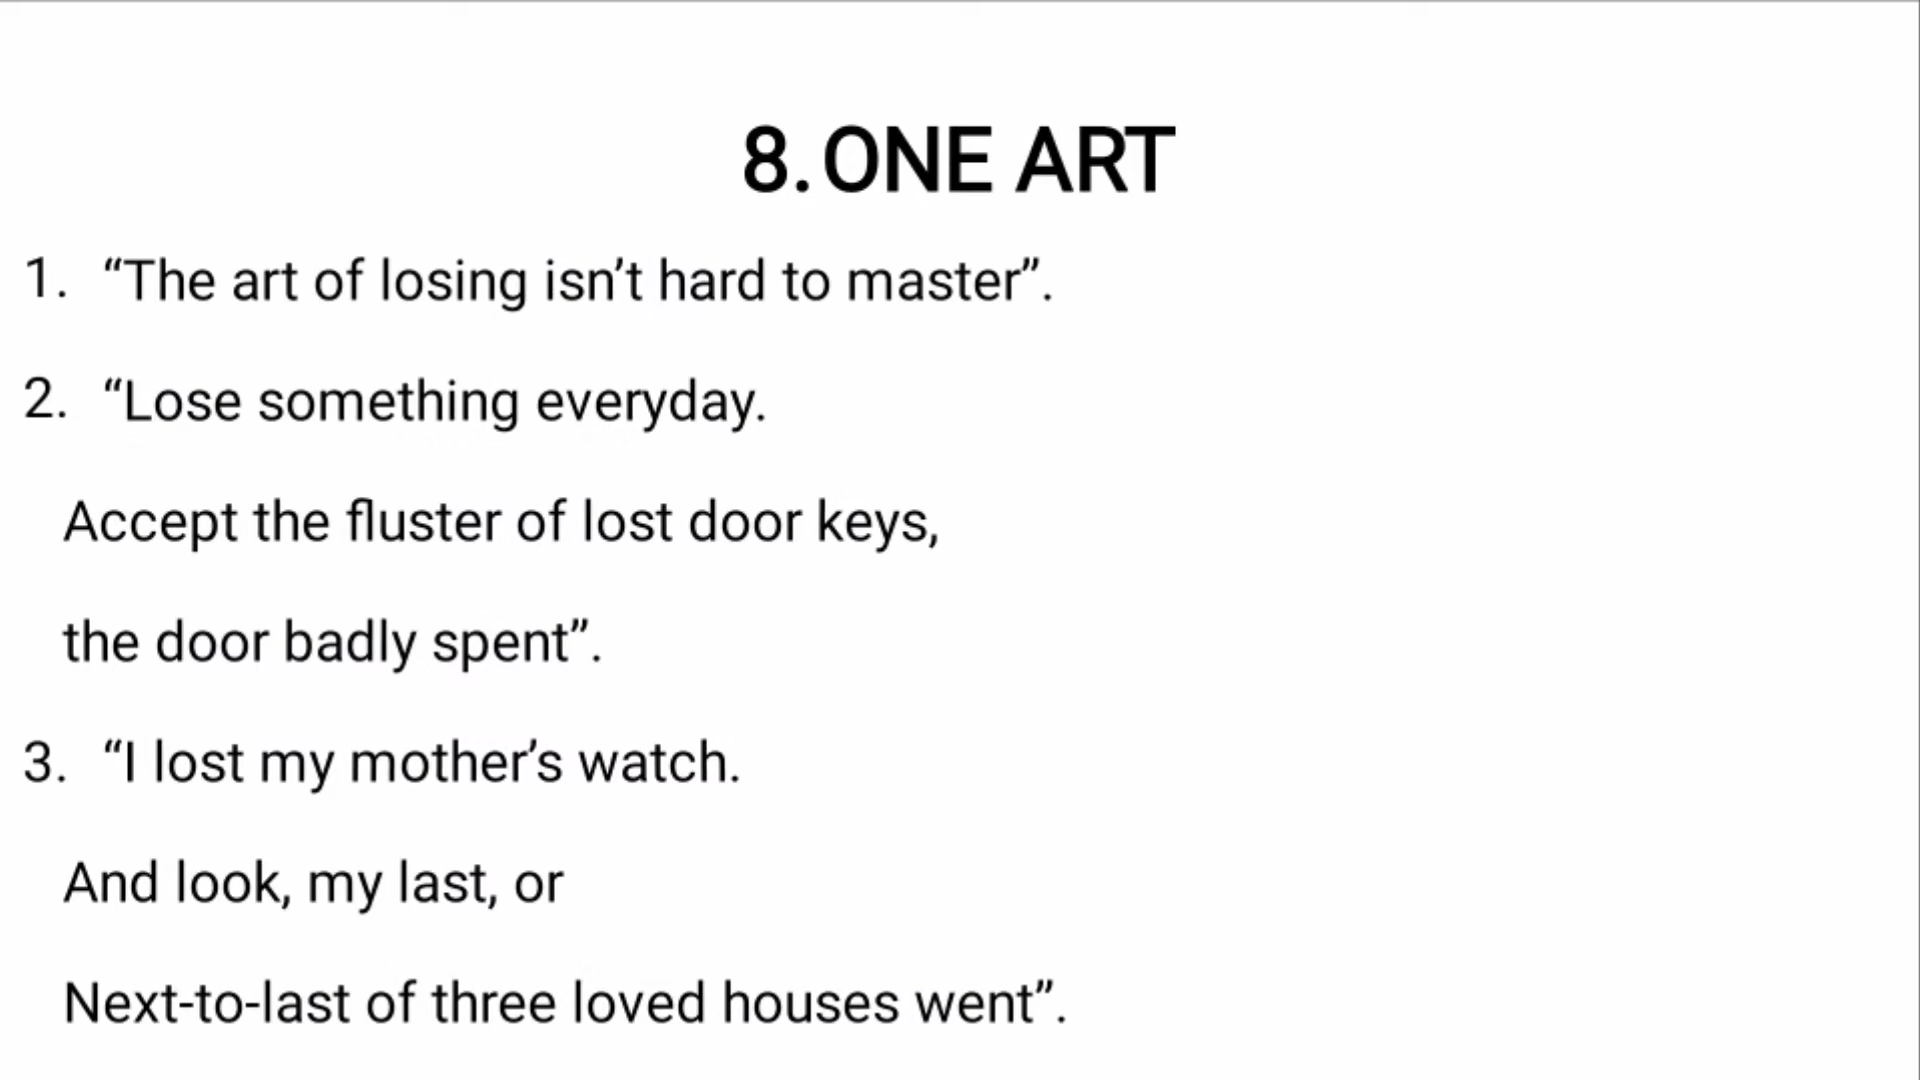 8. ONE ART
1. “The art of losing isn’t hard to master”.
2. “Lose something everyday.
Accept the fluster of lost door keys,
the door badly spent”.
3. “I lost my mother’s watch.
And look, my last, or
Next-to-last of three loved houses went”.